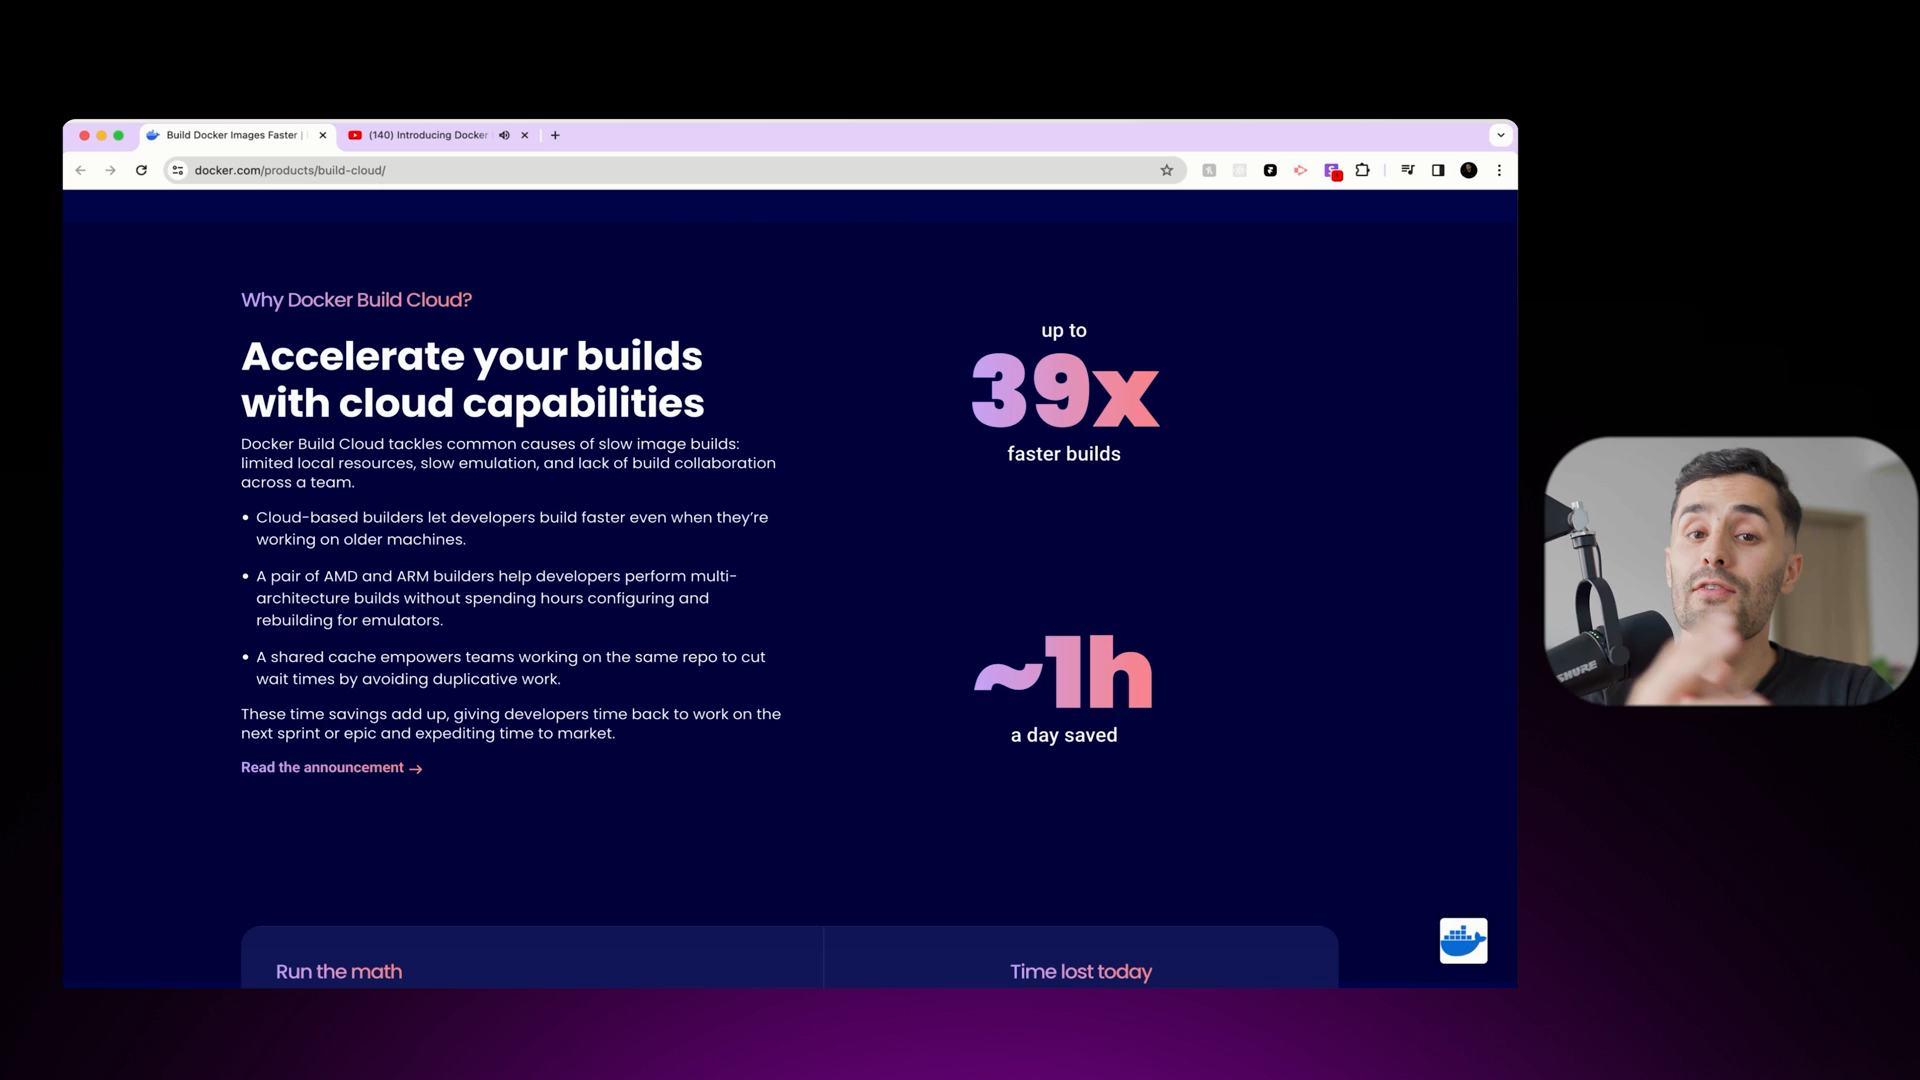 Build Docker Images Faster |
(140) Introducing Docker
docker.com/products/build-cloud/
Why Docker Build Cloud?
Accelerate your builds
with cloud capabilities
Docker Build Cloud tackles common causes of slow image builds:
limited local resources, slow emulation, and lack of build collaboration
across a team.
• Cloud-based builders let developers build faster even when they’re
working on older machines.
• A pair of AMD and ARM builders help developers perform multi-
architecture builds without spending hours configuring and
rebuilding for emulators.
• A shared cache empowers teams working on the same repo to cut
wait times by avoiding duplicative work.
These time savings add up, giving developers time back to work on the
next sprint or epic and expediting time to market.
Read the announcement →
up to
39x
faster builds
~1h
a day saved
Run the math
Time lost today
SHURE